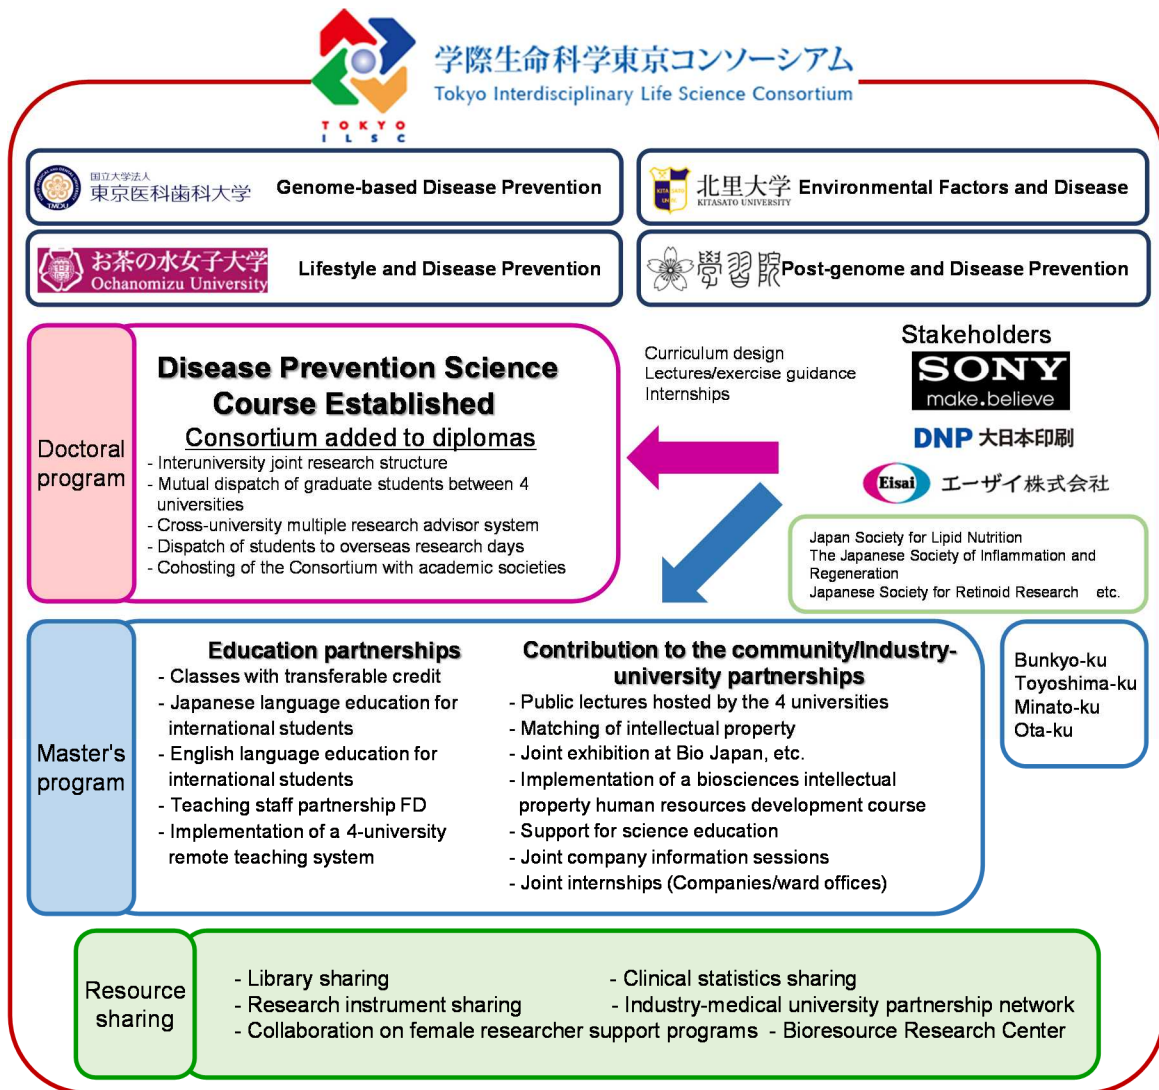 学際生命科学東京コンソーシアム
Tokyo Interdisciplinary Life Science Consortium
TOKYO
ILSC
国立大学法人
東京医科歯科大学
TMDU
Genome-based Disease Prevention
KITASATO
UNIV.
北里大学
KITASATO UNIVERSITY
Environmental Factors and Disease
お茶の水女子大学
Ochanomizu University
Lifestyle and Disease Prevention
學習院
Post-genome and Disease Prevention
Doctoral
program
Disease Prevention Science
Course Established
Consortium added to diplomas
- Interuniversity joint research structure
- Mutual dispatch of graduate students between 4
universities
- Cross-university multiple research advisor system
- Dispatch of students to overseas research days
- Cohosting of the Consortium with academic societies
Curriculum design
Lectures/exercise guidance
Internships
Stakeholders
SONY
make.believe
DNP 大日本印刷
Eisai エーザイ株式会社
Japan Society for Lipid Nutrition
The Japanese Society of Inflammation and
Regeneration
Japanese Society for Retinoid Research etc.
Master's
program
Education partnerships
- Classes with transferable credit
- Japanese language education for
international students
- English language education for
international students
- Teaching staff partnership FD
- Implementation of a 4-university
remote teaching system
Contribution to the community/Industry-
university partnerships
- Public lectures hosted by the 4 universities
- Matching of intellectual property
- Joint exhibition at Bio Japan, etc.
- Implementation of a biosciences intellectual
property human resources development course
- Support for science education
- Joint company information sessions
- Joint internships (Companies/ward offices)
Bunkyo-ku
Toyoshima-ku
Minato-ku
Ota-ku
Resource
sharing
- Library sharing
- Clinical statistics sharing
- Research instrument sharing
- Industry-medical university partnership network
- Collaboration on female researcher support programs
- Bioresource Research Center